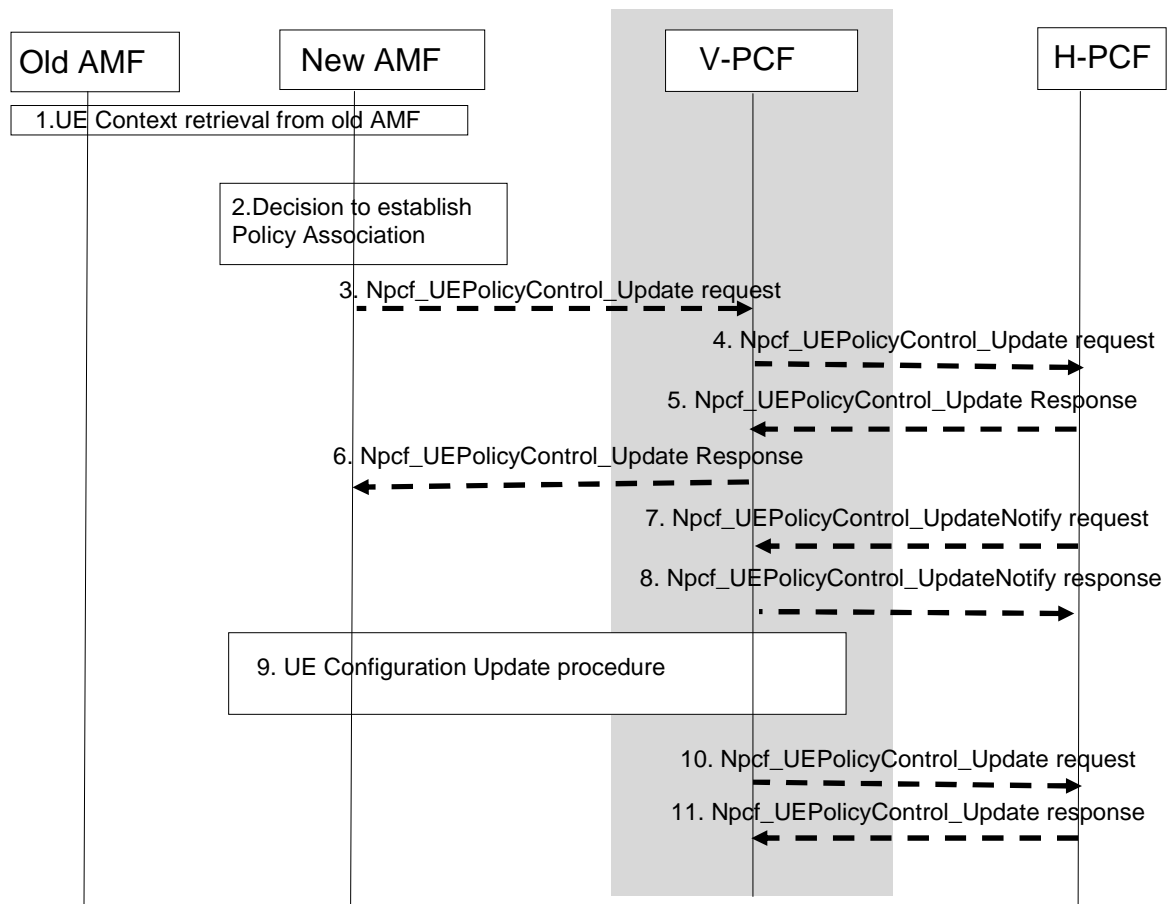 Old AMF
New AMF
V-PCF
H-PCF
1.UE Context retrieval from old AMF
2.Decision to establish
Policy Association
3. Npcf_UEPolicyControl_Update request
4. Npcf_UEPolicyControl_Update request
5. Npcf_UEPolicyControl_Update Response
6. Npcf_UEPolicyControl_Update Response
7. Npcf_UEPolicyControl_UpdateNotify request
8. Npcf_UEPolicyControl_UpdateNotify response
9. UE Configuration Update procedure
10. Npcf_UEPolicyControl_Update request
11. Npcf_UEPolicyControl_Update response